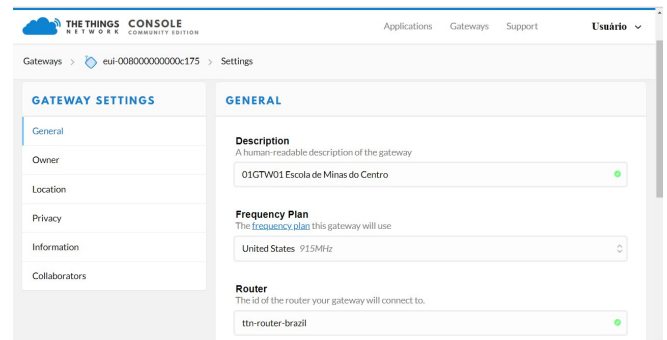 THE THINGS CONSOLE
NETWORK COMMUNITY EDITION
Applications Gateways Support Usuário
Gateways > eui-008000000000c175 > Settings
GATEWAY SETTINGS
General
Owner
Location
Privacy
Information
Collaborators
GENERAL
Description
A human-readable description of the gateway
01GTW01 Escola de Minas do Centro
Frequency Plan
The frequency plan this gateway will use
United States 915MHz
Router
The id of the router your gateway will connect to.
ttn-router-brazil